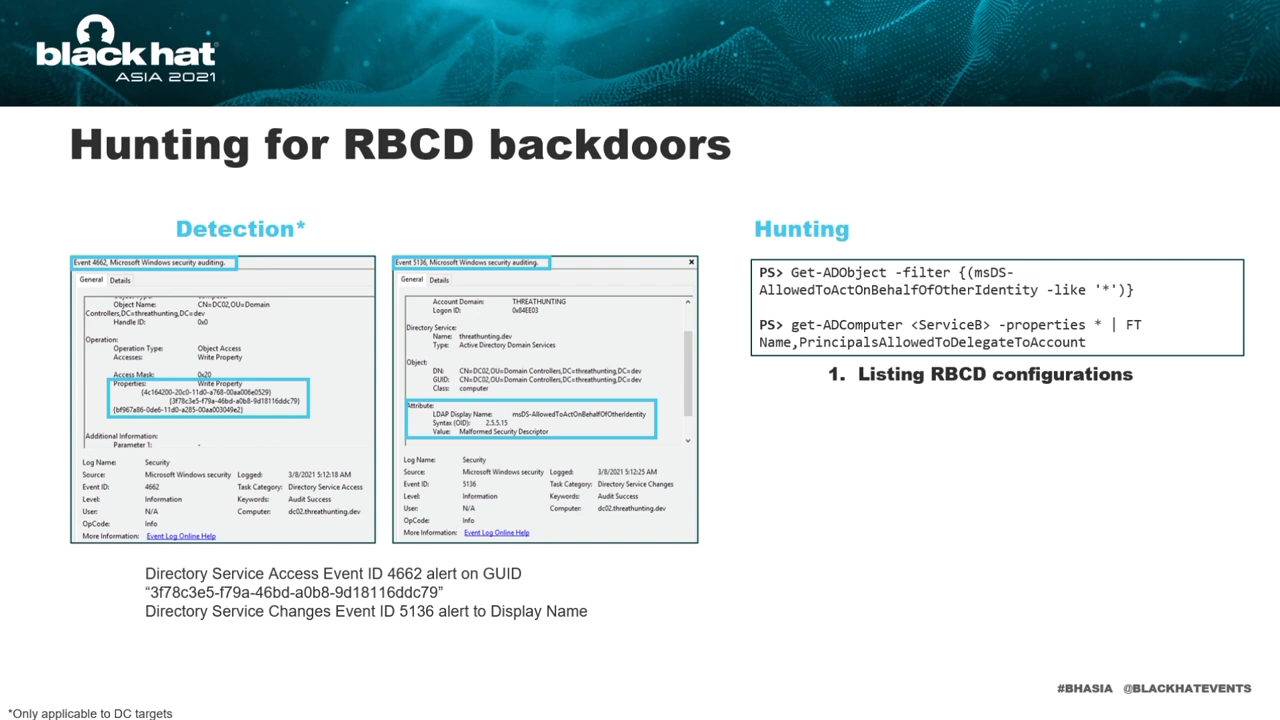 black hat
ASIA 2021
Hunting for RBCD backdoors
Detection*
Event 4662, Microsoft Windows security auditing.
General Details
Object Name: CN=DC02,OU=Domain
Controllers,DC=threathunting,DC=dev
Handle ID: 0x0
Operation:
Operation Type: Object Access
Accesses: Write Property
Access Mask: 0x20
Properties: Write Property
{4c164200-20c0-11d0-a768-00aa006e0529}
{3f78c3e5-f79a-46bd-a0b8-9d18116ddc79}
{bf967a86-0de6-11d0-a285-00aa003049e2}
Additional Information:
Parameter 1: -
Log Name: Security
Source: Microsoft Windows security Logged: 3/8/2021 5:12:18 AM
Event ID: 4662 Task Category: Directory Service Access
Level: Information Keywords: Audit Success
User: N/A Computer: dc02.threathunting.dev
OpCode: Info
More Information: Event Log Online Help
Event 5136, Microsoft Windows security auditing. x
General Details
Account Domain: THREATHUNTING
Logon ID: 0x84EE03
Directory Service:
Name: threathunting.dev
Type: Active Directory Domain Services
Object:
DN: CN=DC02,OU=Domain Controllers,DC=threathunting,DC=dev
GUID: CN=DC02,OU=Domain Controllers,DC=threathunting,DC=dev
Class: computer
Attribute:
LDAP Display Name: msDS-AllowedToActOnBehalfOfOtherIdentity
Syntax (OID): 2.5.5.15
Value: Malformed Security Descriptor
Log Name: Security
Source: Microsoft Windows security Logged: 3/8/2021 5:12:25 AM
Event ID: 5136 Task Category: Directory Service Changes
Level: Information Keywords: Audit Success
User: N/A Computer: dc02.threathunting.dev
OpCode: Info
More Information: Event Log Online Help
Directory Service Access Event ID 4662 alert on GUID
“3f78c3e5-f79a-46bd-a0b8-9d18116ddc79”
Directory Service Changes Event ID 5136 alert to Display Name
Hunting
PS> Get-ADObject -filter {(msDS-
AllowedToActOnBehalfOfOtherIdentity -like '*')}
PS> get-ADComputer <ServiceB> -properties * | FT
Name,PrincipalsAllowedToDelegateToAccount
1. Listing RBCD configurations
#BHASIA @BLACKHATEVENTS
*Only applicable to DC targets